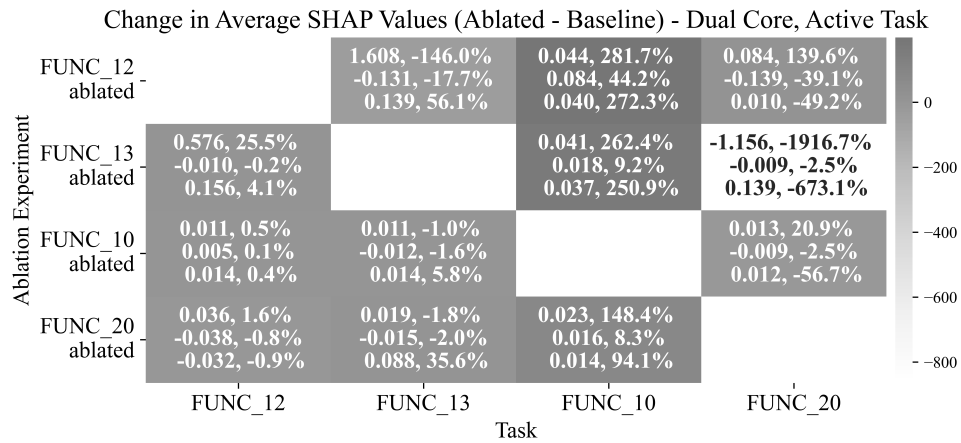 Change in Average SHAP Values (Ablated - Baseline) - Dual Core, Active Task
Ablation Experiment
FUNC_12
ablated
1.608, -146.0%
-0.131, -17.7%
0.139, 56.1%
0.044, 281.7%
0.084, 44.2%
0.040, 272.3%
0.084, 139.6%
-0.139, -39.1%
0.010, -49.2%
FUNC_13
ablated
0.576, 25.5%
-0.010, -0.2%
0.156, 4.1%
0.041, 262.4%
0.018, 9.2%
0.037, 250.9%
-1.156, -1916.7%
-0.009, -2.5%
0.139, -673.1%
FUNC_10
ablated
0.011, 0.5%
0.005, 0.1%
0.014, 0.4%
0.011, -1.0%
-0.012, -1.6%
0.014, 5.8%
0.013, 20.9%
-0.009, -2.5%
0.012, -56.7%
FUNC_20
ablated
0.036, 1.6%
-0.038, -0.8%
-0.032, -0.9%
0.019, -1.8%
-0.015, -2.0%
0.088, 35.6%
0.023, 148.4%
0.016, 8.3%
0.014, 94.1%
FUNC_12
FUNC_13
FUNC_10
FUNC_20
Task
0
−200
−400
−600
−800